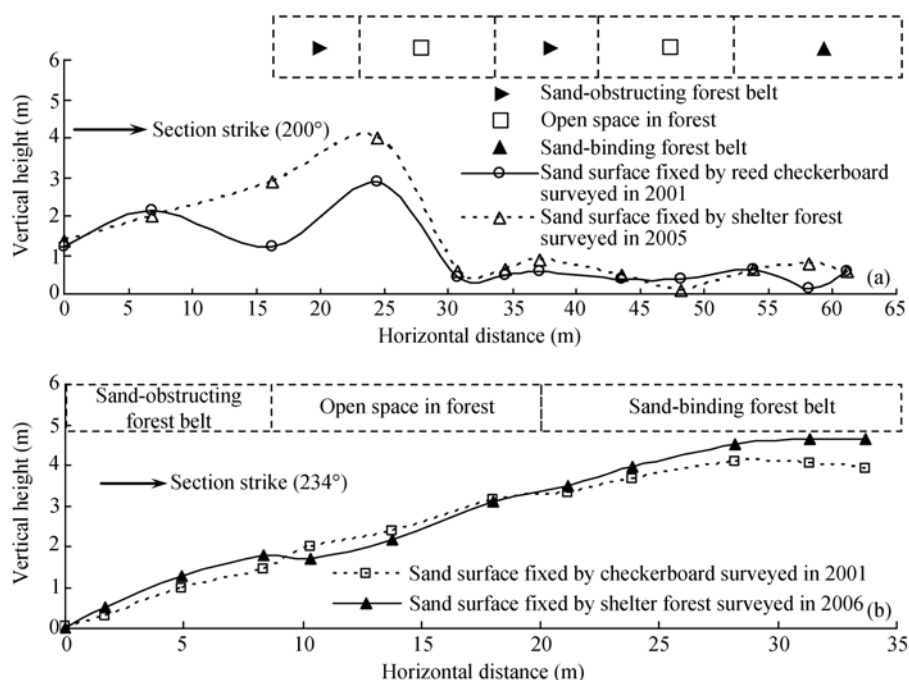 6
5
4
3
2
1
0
Vertical height (m)
Section strike (200°)
Sand-obstructing forest belt
Open space in forest
Sand-binding forest belt
Sand surface fixed by reed checkerboard
surveyed in 2001
Sand surface fixed by shelter forest
surveyed in 2005
(a)
0 5 10 15 20 25 30 35 40 45 50 55 60 65
Horizontal distance (m)
6
5
4
3
2
1
0
Vertical height (m)
Sand-obstructing
forest belt
Open space in forest
Sand-binding forest belt
Section strike (234°)
Sand surface fixed by checkerboard surveyed in 2001
Sand surface fixed by shelter forest surveyed in 2006
(b)
0 5 10 15 20 25 30 35
Horizontal distance (m)